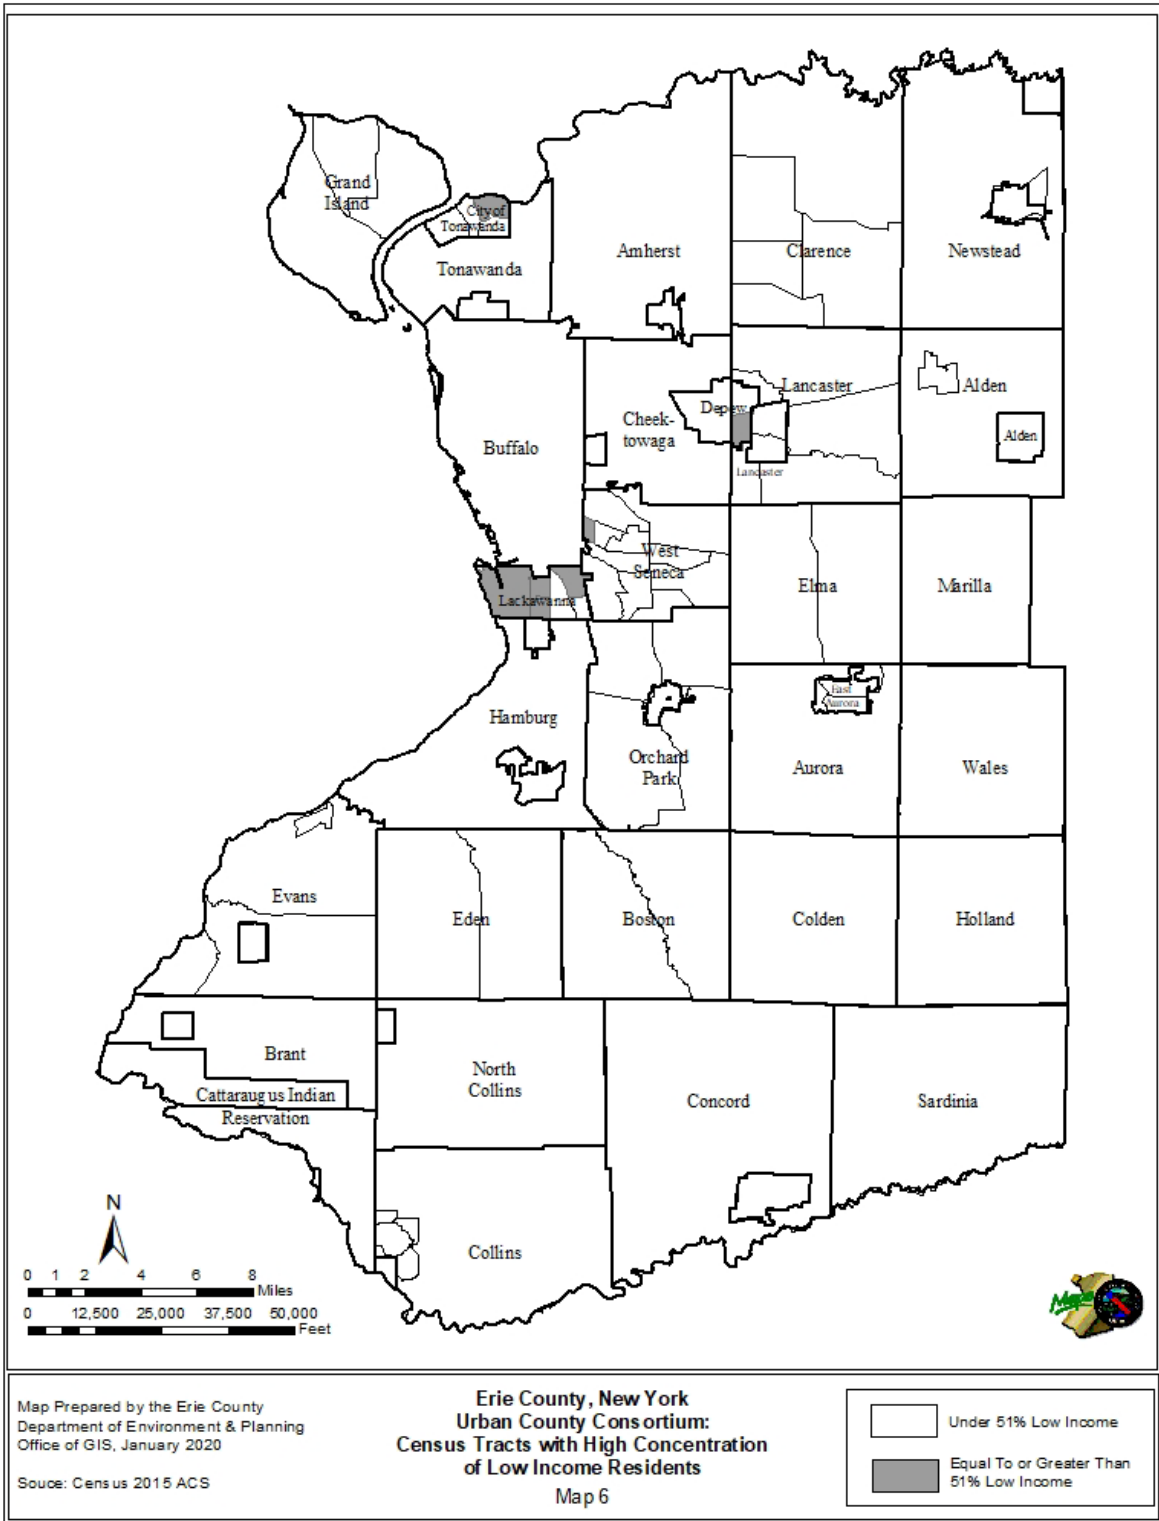 Grand
Island
City of
Tonawanda
Tonawanda
Amherst
Clarence
Newstead
Lancaster
Alden
Depew
Cheek-
towaga
Alden
Buffalo
Lancaster
West
Seneca
Elma
Marilla
Lackawanna
East
Aurora
Hamburg
Orchard
Park
Aurora
Wales
Evans
Eden
Boston
Colden
Holland
Brant
North
Collins
Cattaraugus Indian
Reservation
Concord
Sardinia
Collins
N
0 1 2 4 6 8
Miles
0 12,500 25,000 37,500 50,000
Feet
Map Prepared by the Erie County
Department of Environment & Planning
Office of GIS, January 2020
Souce: Census 2015 ACS
Erie County, New York
Urban County Consortium:
Census Tracts with High Concentration
of Low Income Residents
Map 6
Under 51% Low Income
Equal To or Greater Than
51% Low Income